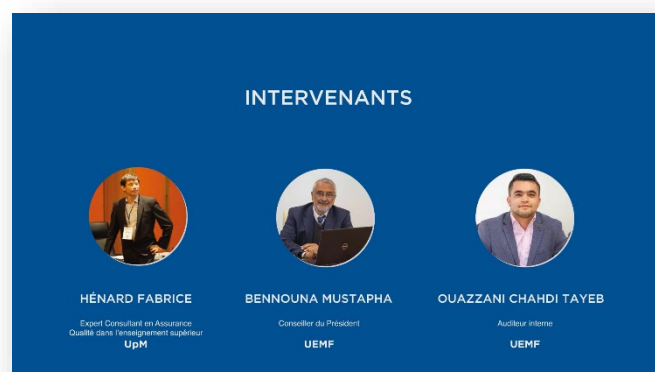 INTERVENANTS
HÉNARD FABRICE
Expert Consultant en Assurance
Qualité dans l'enseignement supérieur
UpM
BENNOUNA MUSTAPHA
Conseiller du Président
UEMF
OUAZZANI CHAHDI TAYEB
Auditeur interne
UEMF